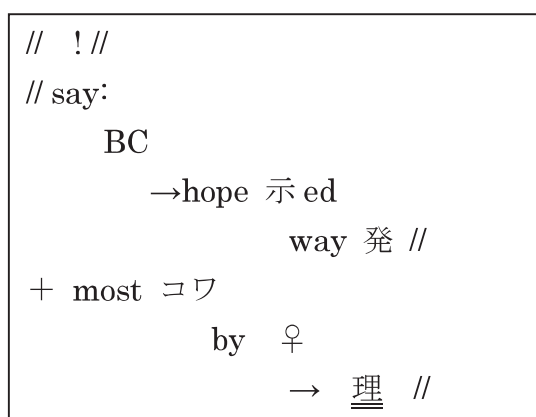 // ! //
// say:
BC
→hope 示 ed
way 発 //
＋ most コワ
by ♀
→ 理 //